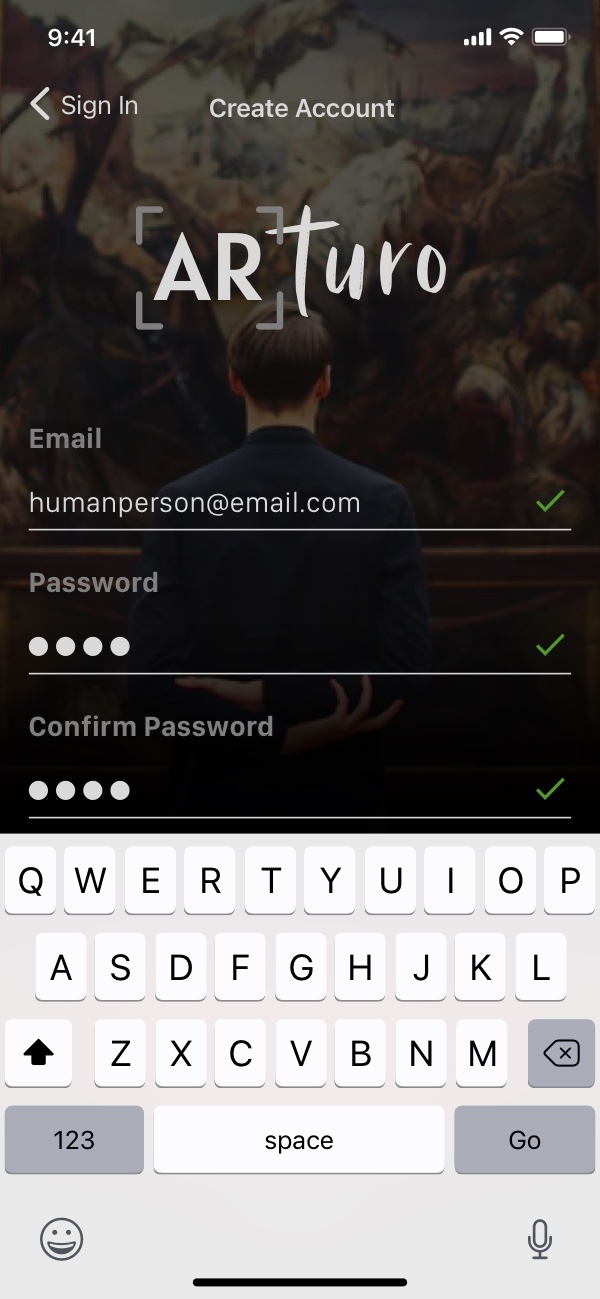 9:41
Sign In
Create Account
ARturo
Email
humanperson@email.com
Password
Confirm Password
Q W E R T Y U I O P
A S D F G H J K L
Z X C V B N M
123 space Go